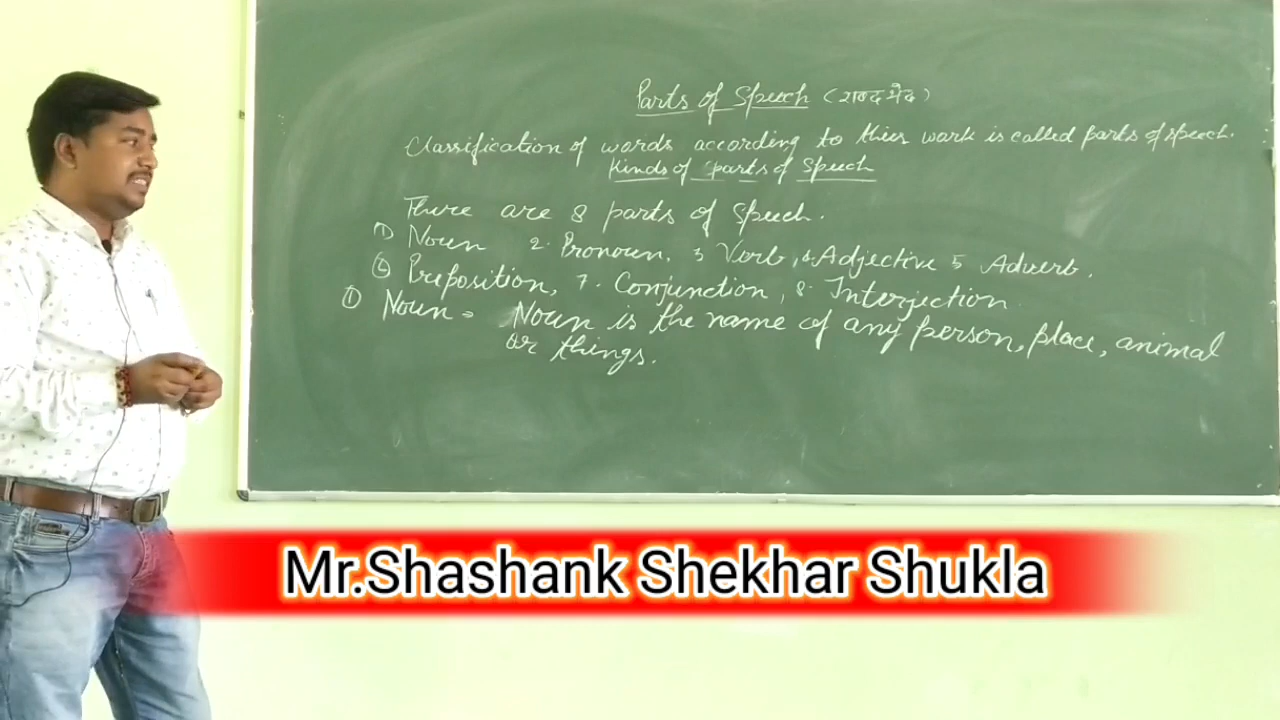 Parts of Speech (शब्द भेद)
Classification of words according to thier work is called parts of speech.
Kinds of parts of Speech
There are 8 parts of Speech.
① Noun 2. Pronoun, 3 Verb, 4. Adjective 5 Adverb.
⑥ Preposition, 7. Conjunction, 8. Interjection
① Noun = Noun is the name of any person, place, animal
or things.
Mr.Shashank Shekhar Shukla